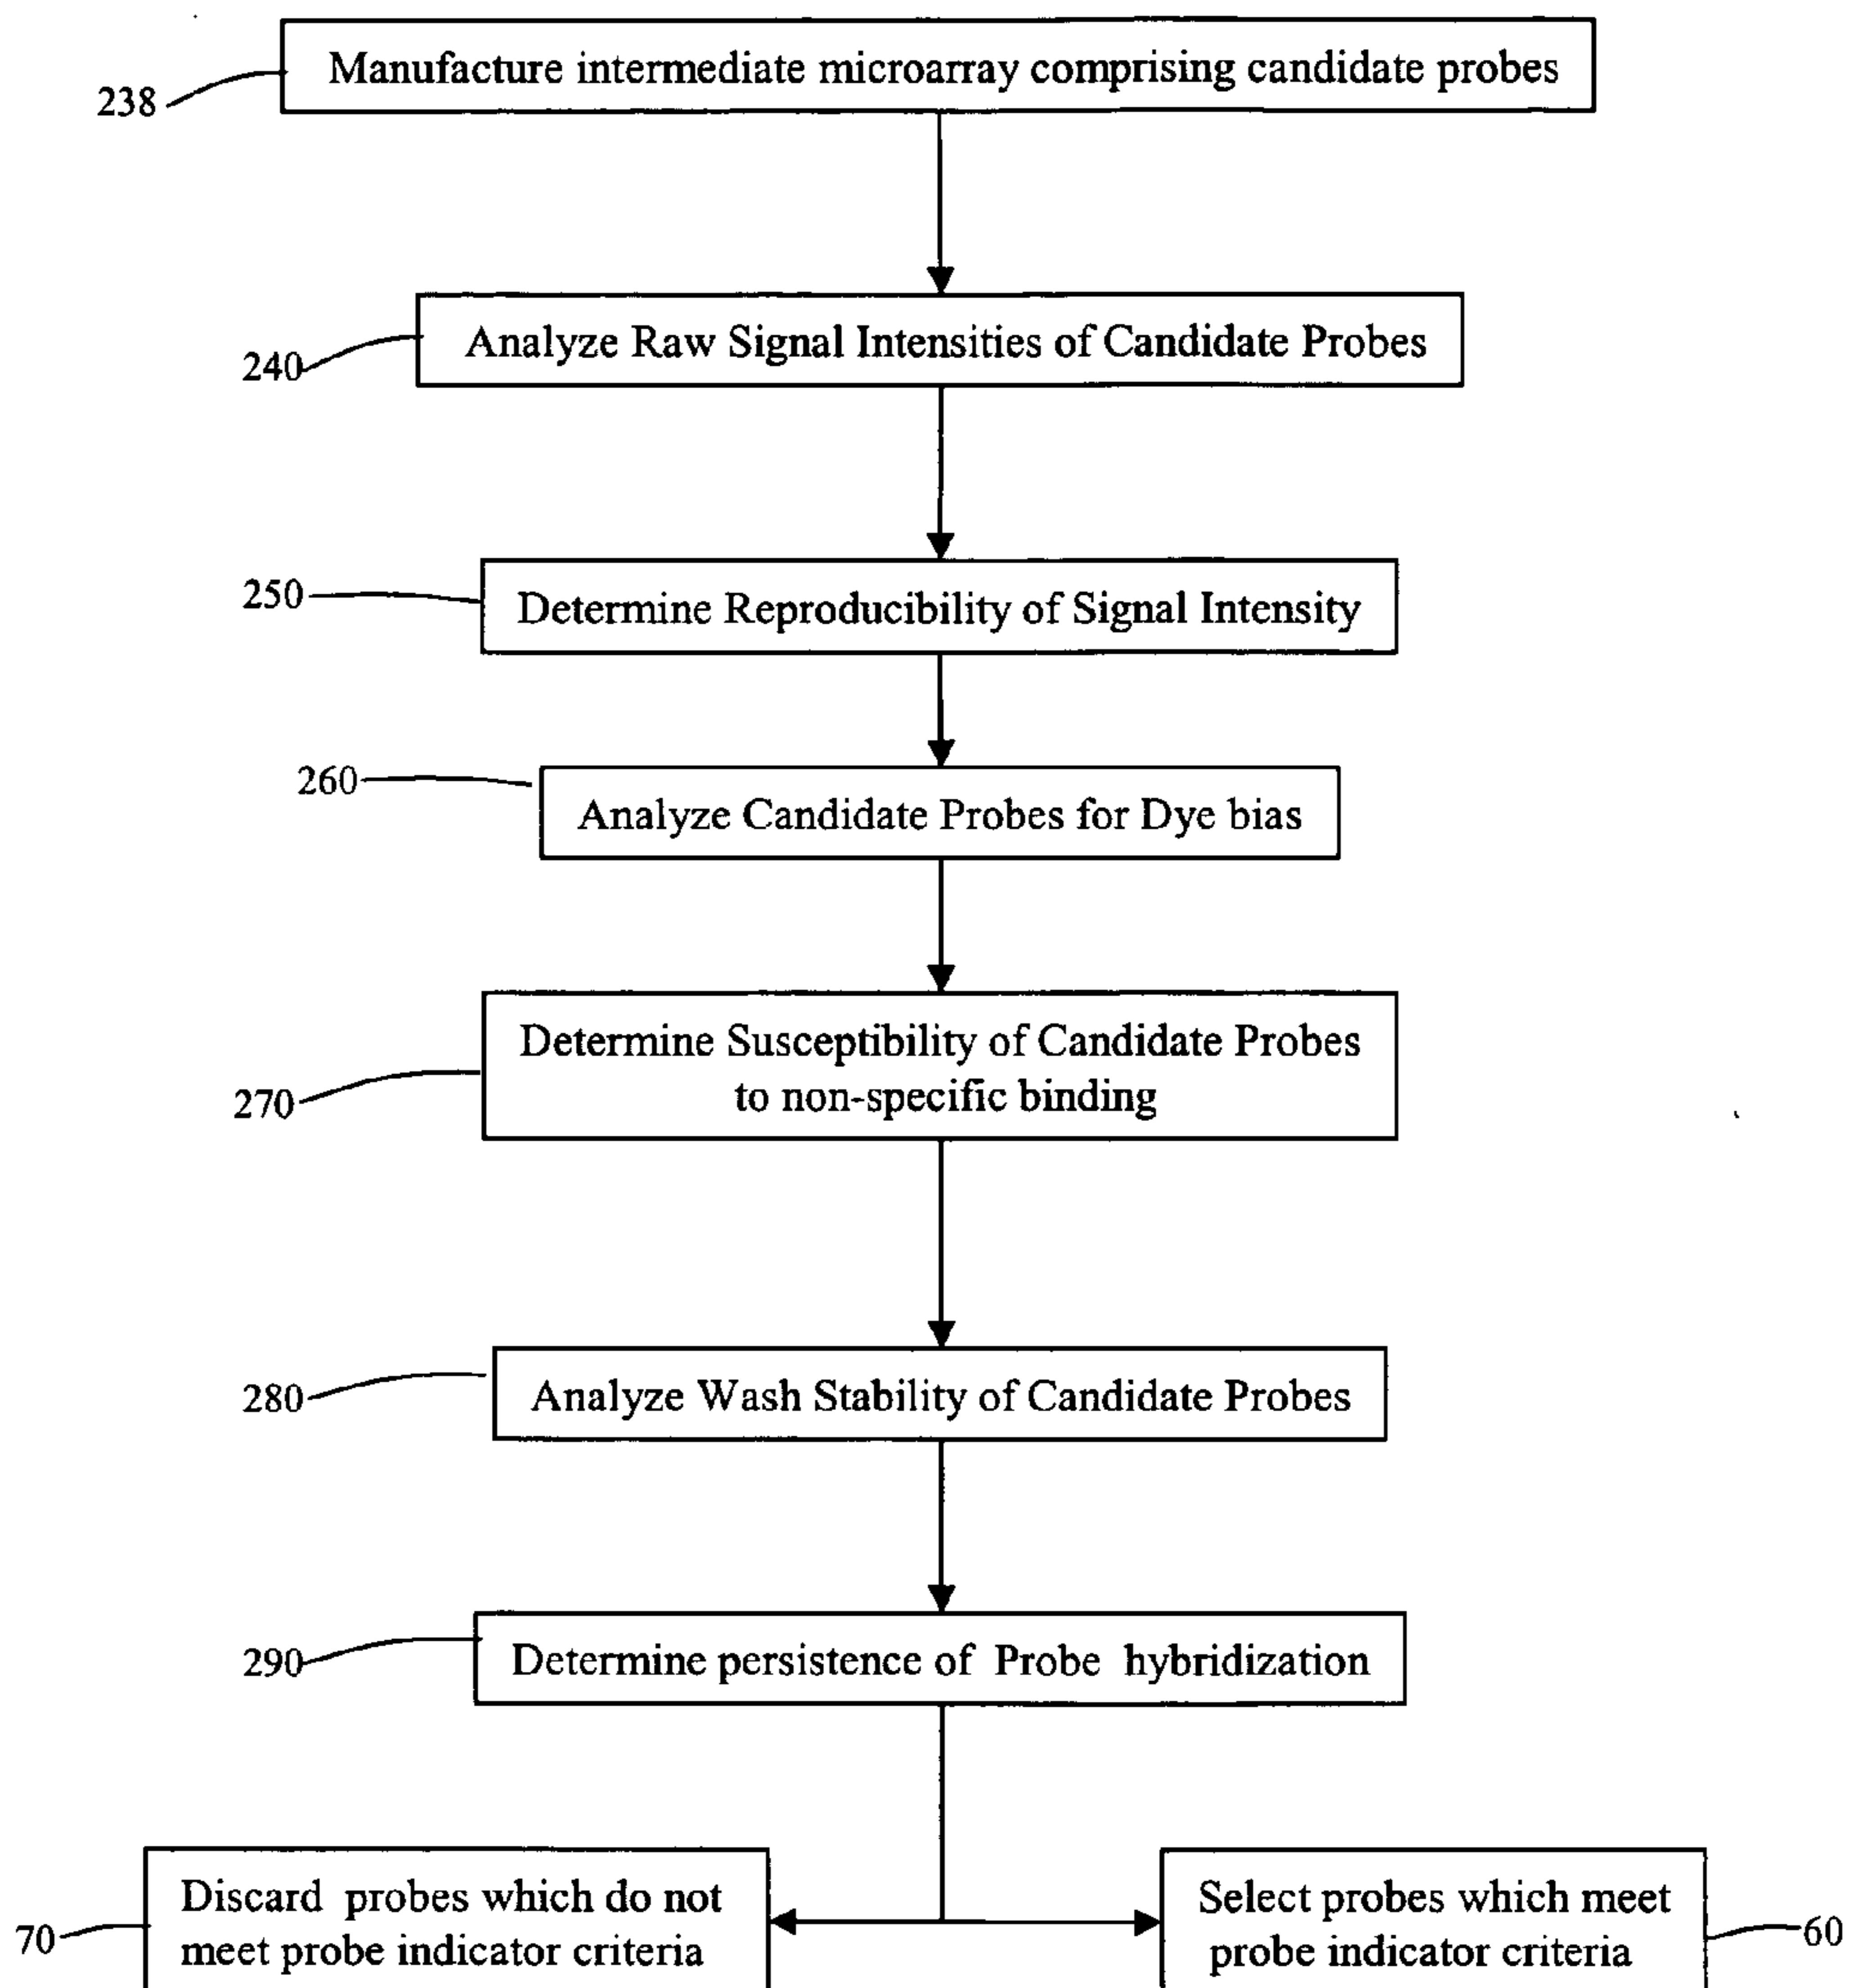 Manufacture intermediate microarray comprising candidate probes
238
Analyze Raw Signal Intensities of Candidate Probes
240
250
Determine Reproducibility of Signal Intensity
260
Analyze Candidate Probes for Dye bias
Determine Susceptibility of Candidate Probes
to non-specific binding
270
Analyze Wash Stability of Candidate Probes
280
Determine persistence of Probe hybridization
290
Discard probes which do not
meet probe indicator criteria
70
Select probes which meet
probe indicator criteria
60